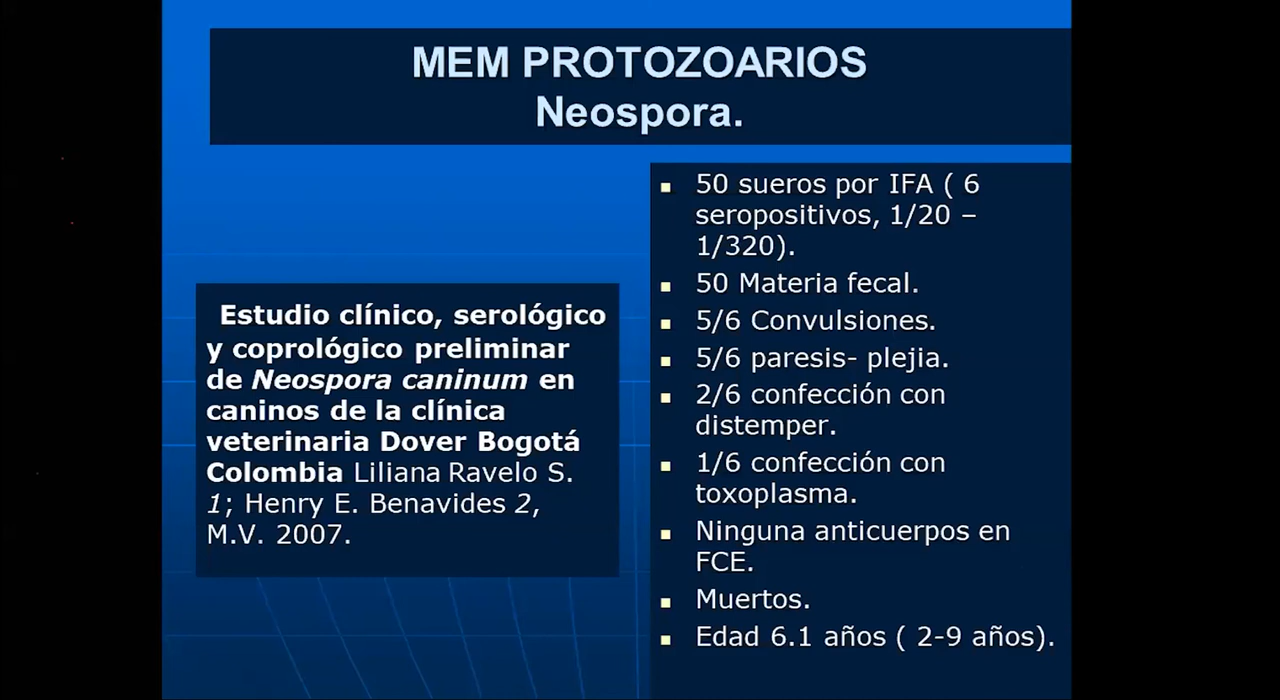 MEM PROTOZOARIOS
Neospora.
Estudio clínico, serológico
y coprológico preliminar
de Neospora caninum en
caninos de la clínica
veterinaria Dover Bogotá
Colombia Liliana Ravelo S.
1; Henry E. Benavides 2,
M.V. 2007.
▪ 50 sueros por IFA ( 6
seropositivos, 1/20 –
1/320).
▪ 50 Materia fecal.
▪ 5/6 Convulsiones.
▪ 5/6 paresis- plejia.
▪ 2/6 confección con
distemper.
▪ 1/6 confección con
toxoplasma.
▪ Ninguna anticuerpos en
FCE.
▪ Muertos.
▪ Edad 6.1 años ( 2-9 años).